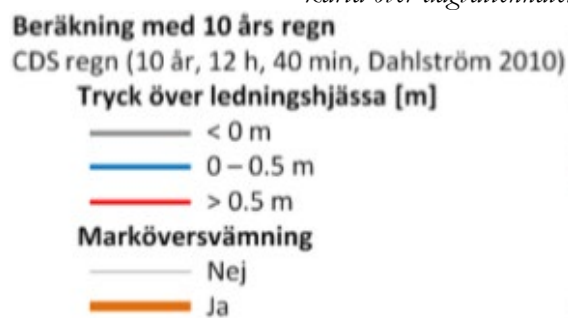 Beräkning med 10 års regn
CDS regn (10 år, 12 h, 40 min, Dahlström 2010)
Tryck över ledningshjässa [m]
< 0 m
0 – 0.5 m
> 0.5 m
Marköversvämning
Nej
Ja